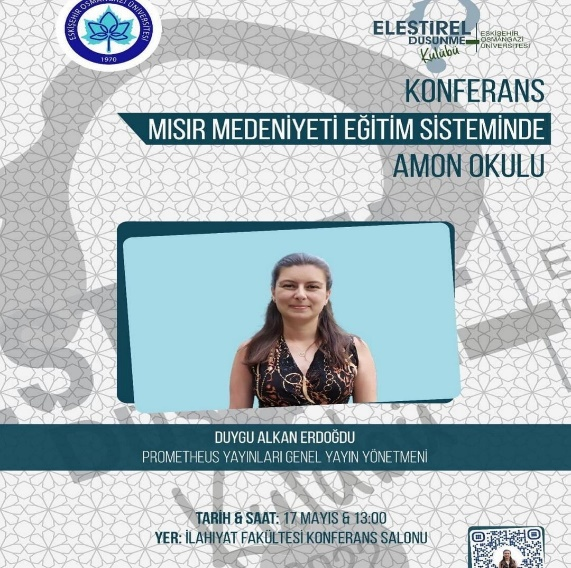 ESKİŞEHİR OSMANGAZİ ÜNİVERSİTESİ
1970
ELEŞTİREL
DÜŞÜNME
Kulübü
ESKİŞEHİR
OSMANGAZİ
ÜNİVERSİTESİ
KONFERANS
MISIR MEDENİYETİ EĞİTİM SİSTEMİNDE
AMON OKULU
DUYGU ALKAN ERDOĞDU
PROMETHEUS YAYINLARI GENEL YAYIN YÖNETMENİ
TARİH & SAAT: 17 MAYIS & 13:00
YER: İLAHİYAT FAKÜLTESİ KONFERANS SALONU